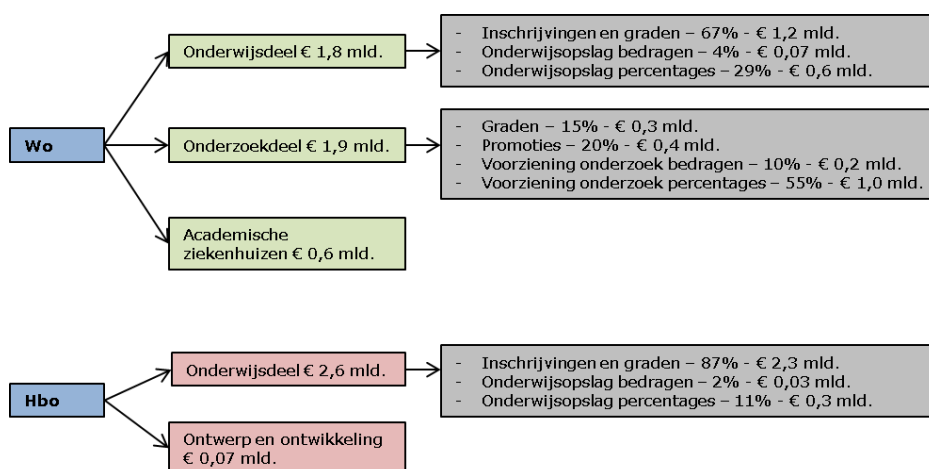 Wo
Onderwijsdeel € 1,8 mld.
- Inschrijvingen en graden – 67% - € 1,2 mld.
- Onderwijsopslag bedragen – 4% - € 0,07 mld.
- Onderwijsopslag percentages – 29% - € 0,6 mld.
Onderzoekdeel € 1,9 mld.
- Graden – 15% - € 0,3 mld.
- Promoties – 20% - € 0,4 mld.
- Voorziening onderzoek bedragen – 10% - € 0,2 mld.
- Voorziening onderzoek percentages – 55% - € 1,0 mld.
Academische
ziekenhuizen € 0,6 mld.
Hbo
Onderwijsdeel € 2,6 mld.
- Inschrijvingen en graden – 87% - € 2,3 mld.
- Onderwijsopslag bedragen – 2% - € 0,03 mld.
- Onderwijsopslag percentages – 11% - € 0,3 mld.
Ontwerp en ontwikkeling
€ 0,07 mld.